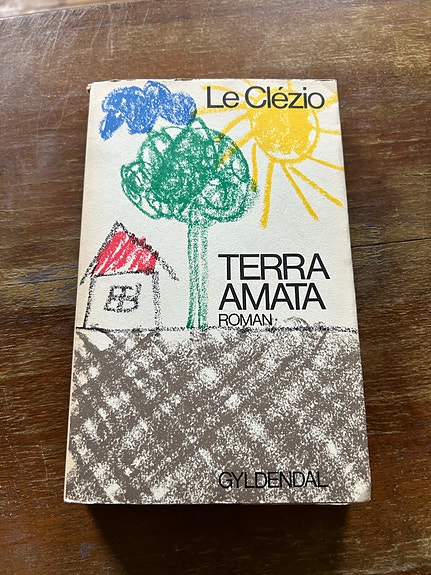 Le Clézio
TERRA
AMATA
ROMAN
GYLDENDAL